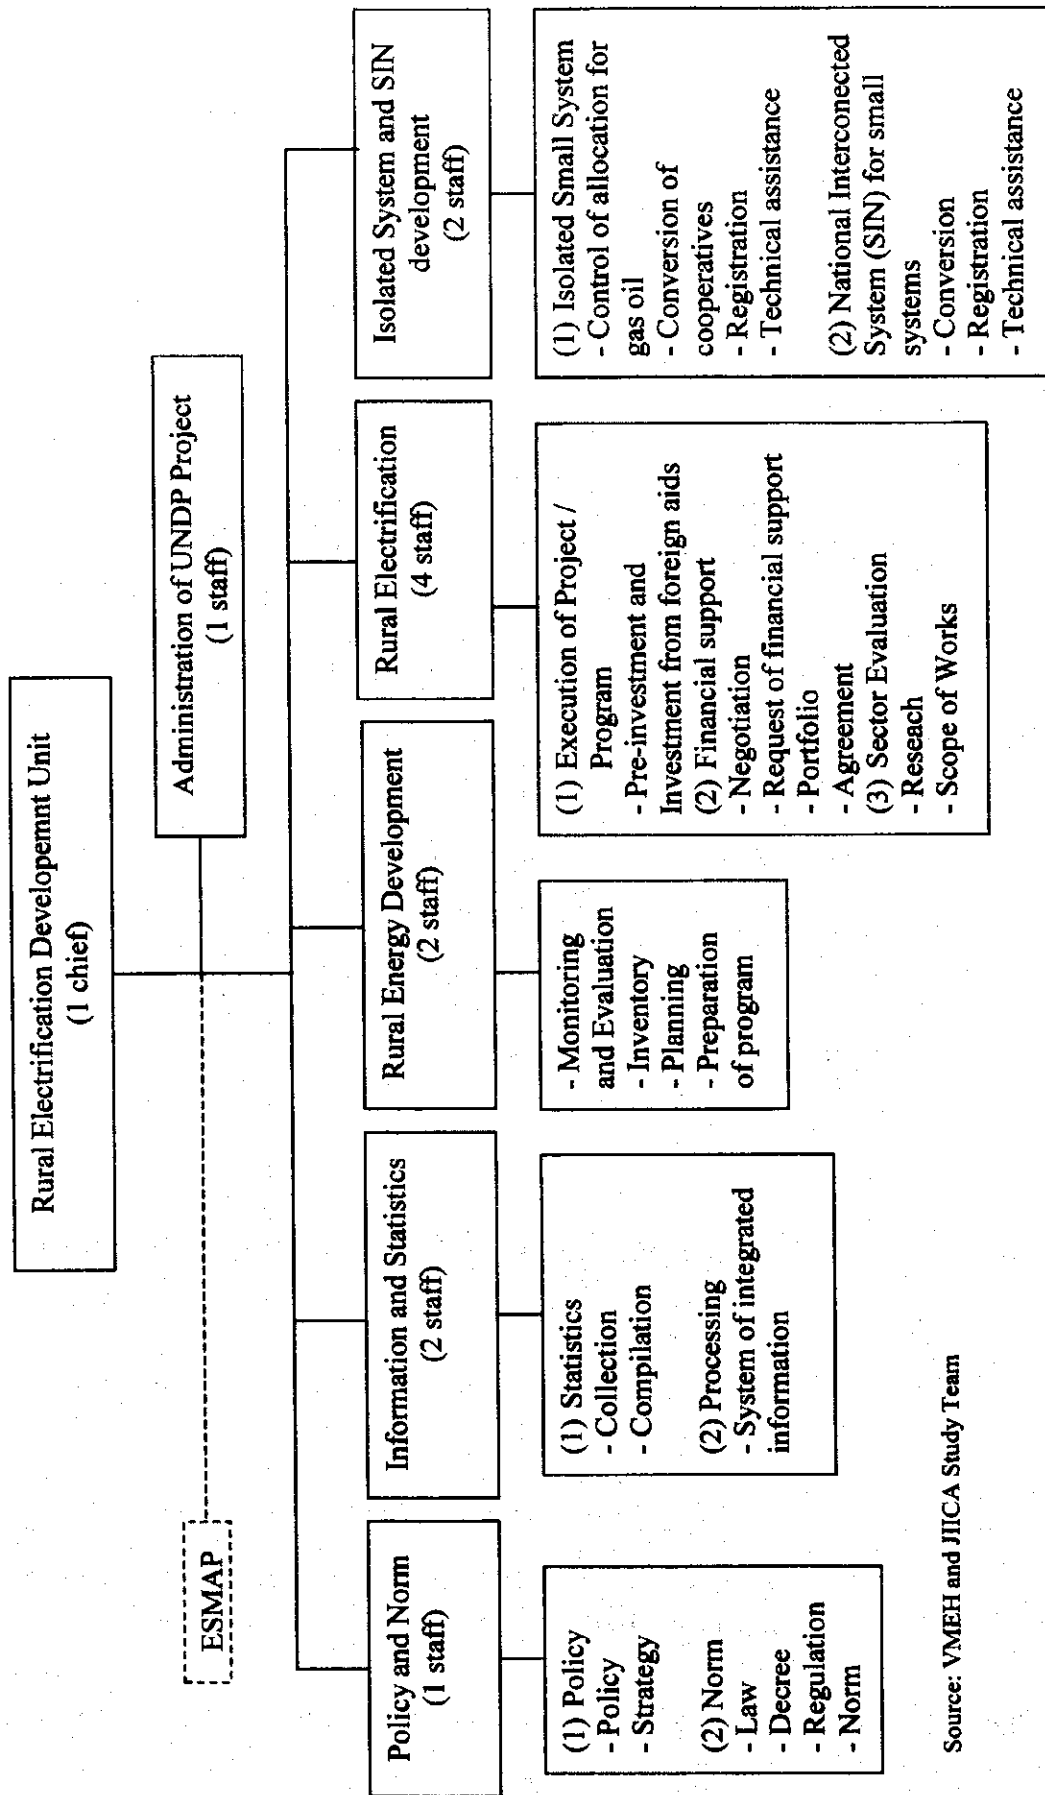 Rural Electrification Developemnt Unit
(1 chief)
Administration of UNDP Project
(1 staff)
ESMAP
Policy and Norm
(1 staff)
(1) Policy
- Policy
- Strategy
(2) Norm
- Law
- Decree
- Regulation
- Norm
Information and Statistics
(2 staff)
(1) Statistics
- Collection
- Compilation
(2) Processing
- System of integrated
information
Rural Energy Development
(2 staff)
- Monitoring
and Evaluation
- Inventory
- Planning
- Preparation
of program
Rural Electrification
(4 staff)
(1) Execution of Project /
Program
- Pre-investment and
Investment from foreign aids
(2) Financial support
- Negotiation
- Request of financial support
- Portfolio
- Agreement
(3) Sector Evaluation
- Reseach
- Scope of Works
Isolated System and SIN
development
(2 staff)
(1) Isolated Small System
- Control of allocation for
gas oil
- Conversion of
cooperatives
- Registration
- Technical assistance
(2) National Interconected
System (SIN) for small
systems
- Conversion
- Registration
- Technical assistance
Source: VMEH and JIICA Study Team